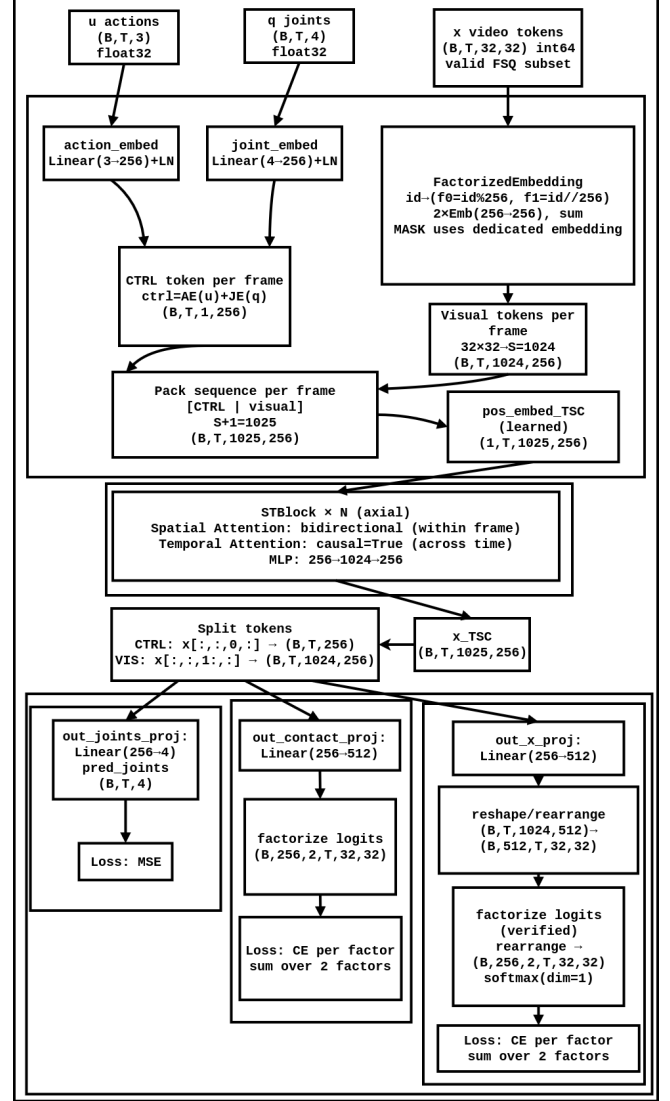 u actions
(B,T,3)
float32
q joints
(B,T,4)
float32
x video tokens
(B,T,32,32) int64
valid FSQ subset
action_embed
Linear(3→256)+LN
joint_embed
Linear(4→256)+LN
FactorizedEmbedding
id→(f0=id%256, f1=id//256)
2×Emb(256→256), sum
MASK uses dedicated embedding
CTRL token per frame
ctrl=AE(u)+JE(q)
(B,T,1,256)
Visual tokens per
frame
32×32→S=1024
(B,T,1024,256)
Pack sequence per frame
[CTRL | visual]
S+1=1025
(B,T,1025,256)
pos_embed_TSC
(learned)
(1,T,1025,256)
STBlock × N (axial)
Spatial Attention: bidirectional (within frame)
Temporal Attention: causal=True (across time)
MLP: 256→1024→256
Split tokens
CTRL: x[:,:,0,:] → (B,T,256)
VIS: x[:,:,1:,:] → (B,T,1024,256)
x_TSC
(B,T,1025,256)
out_joints_proj:
Linear(256→4)
pred_joints
(B,T,4)
Loss: MSE
out_contact_proj:
Linear(256→512)
factorize logits
(B,256,2,T,32,32)
Loss: CE per factor
sum over 2 factors
out_x_proj:
Linear(256→512)
reshape/rearrange
(B,T,1024,512)→
(B,512,T,32,32)
factorize logits
(verified)
rearrange →
(B,256,2,T,32,32)
softmax(dim=1)
Loss: CE per factor
sum over 2 factors